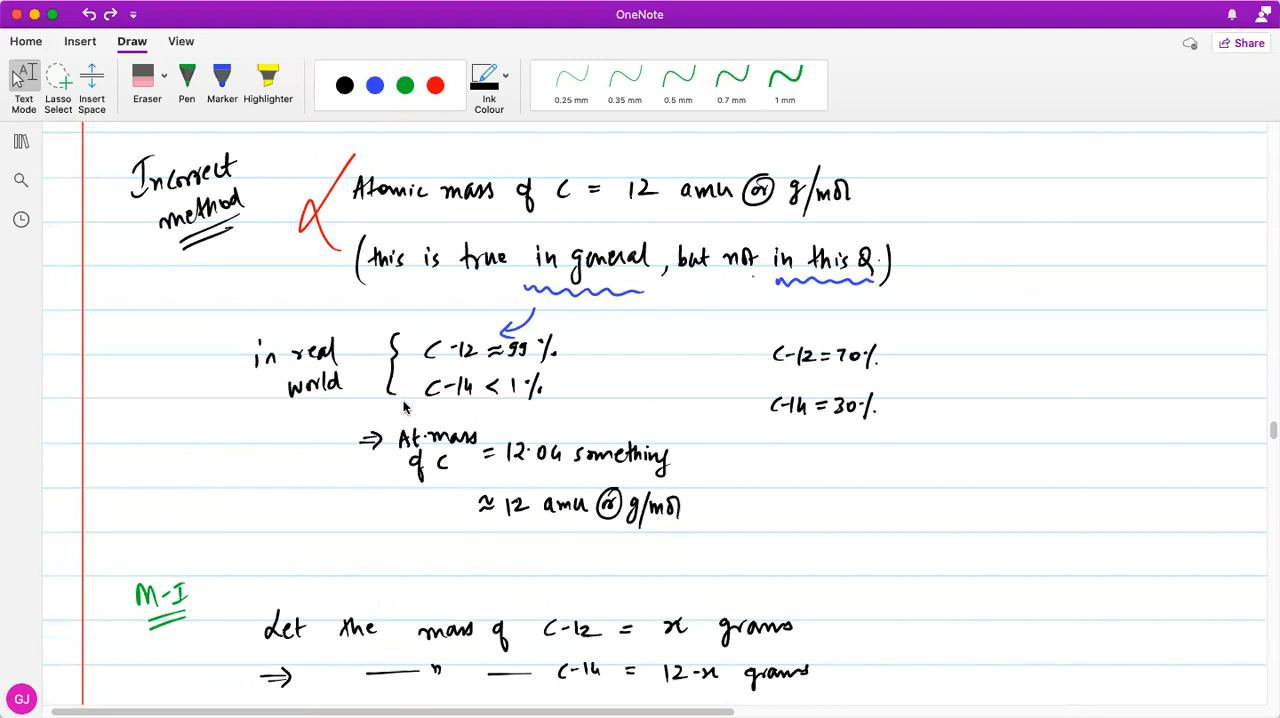 OneNote
Home Insert Draw View
Share
Text Mode
Lasso Select
Insert Space
Eraser
Pen
Marker
Highlighter
Ink Colour
0.25 mm
0.35 mm
0.5 mm
0.7 mm
1 mm
Incorrect
method
Atomic mass of C = 12 amu or g/mol
(this is true in general, but not in this Q.)
in real
world
C-12 ≈ 99 %.
C-14 < 1 %.
C-12 = 70 %.
C-14 = 30 %.
⇒ At. mass
of C = 12.04 something
≈ 12 amu or g/mol
M-I
Let the mass of C-12 = x grams
⇒ — " — C-14 = 12-x grams
GJ